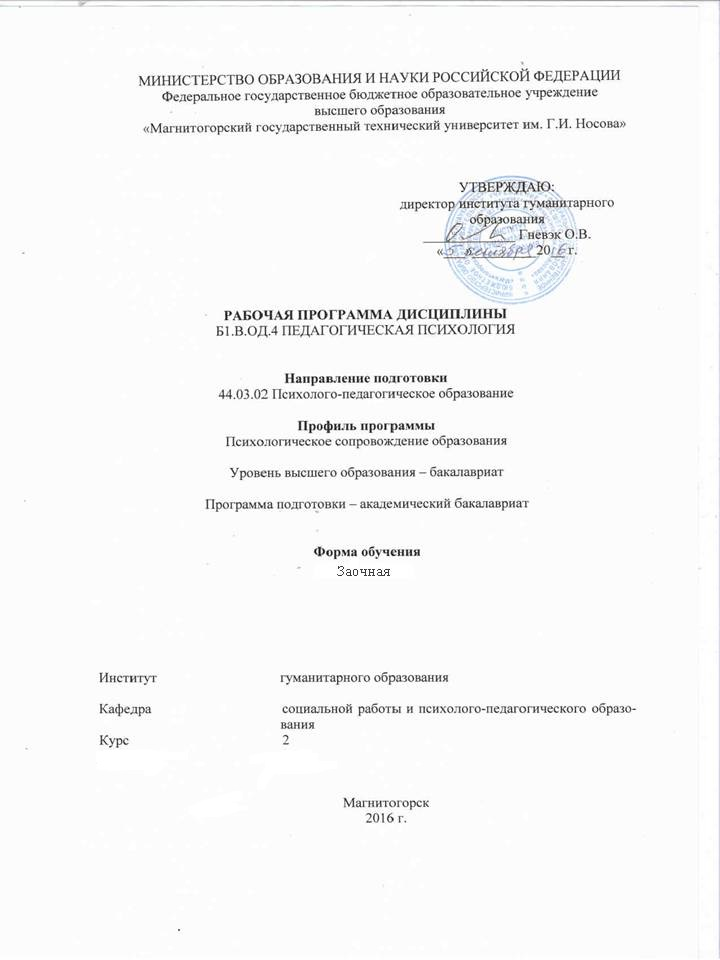 МИНИСТЕРСТВО ОБРАЗОВАНИЯ И НАУКИ РОССИЙСКОЙ ФЕДЕРАЦИИ
Федеральное государственное бюджетное образовательное учреждение
высшего образования
«Магнитогорский государственный технический университет им. Г.И. Носова»
УТВЕРЖДАЮ:
директор института гуманитарного
образования
Гневэк О.В.
«5 сентября 2016 г.
РАБОЧАЯ ПРОГРАММА ДИСЦИПЛИНЫ
Б1.В.ОД.4 ПЕДАГОГИЧЕСКАЯ ПСИХОЛОГИЯ
Направление подготовки
44.03.02 Психолого-педагогическое образование
Профиль программы
Психологическое сопровождение образования
Уровень высшего образования – бакалавриат
Программа подготовки – академический бакалавриат
Форма обучения
Заочная
Институт гуманитарного образования
Кафедра социальной работы и психолого-педагогического образо-
вания
Курс 2
Магнитогорск
2016 г.